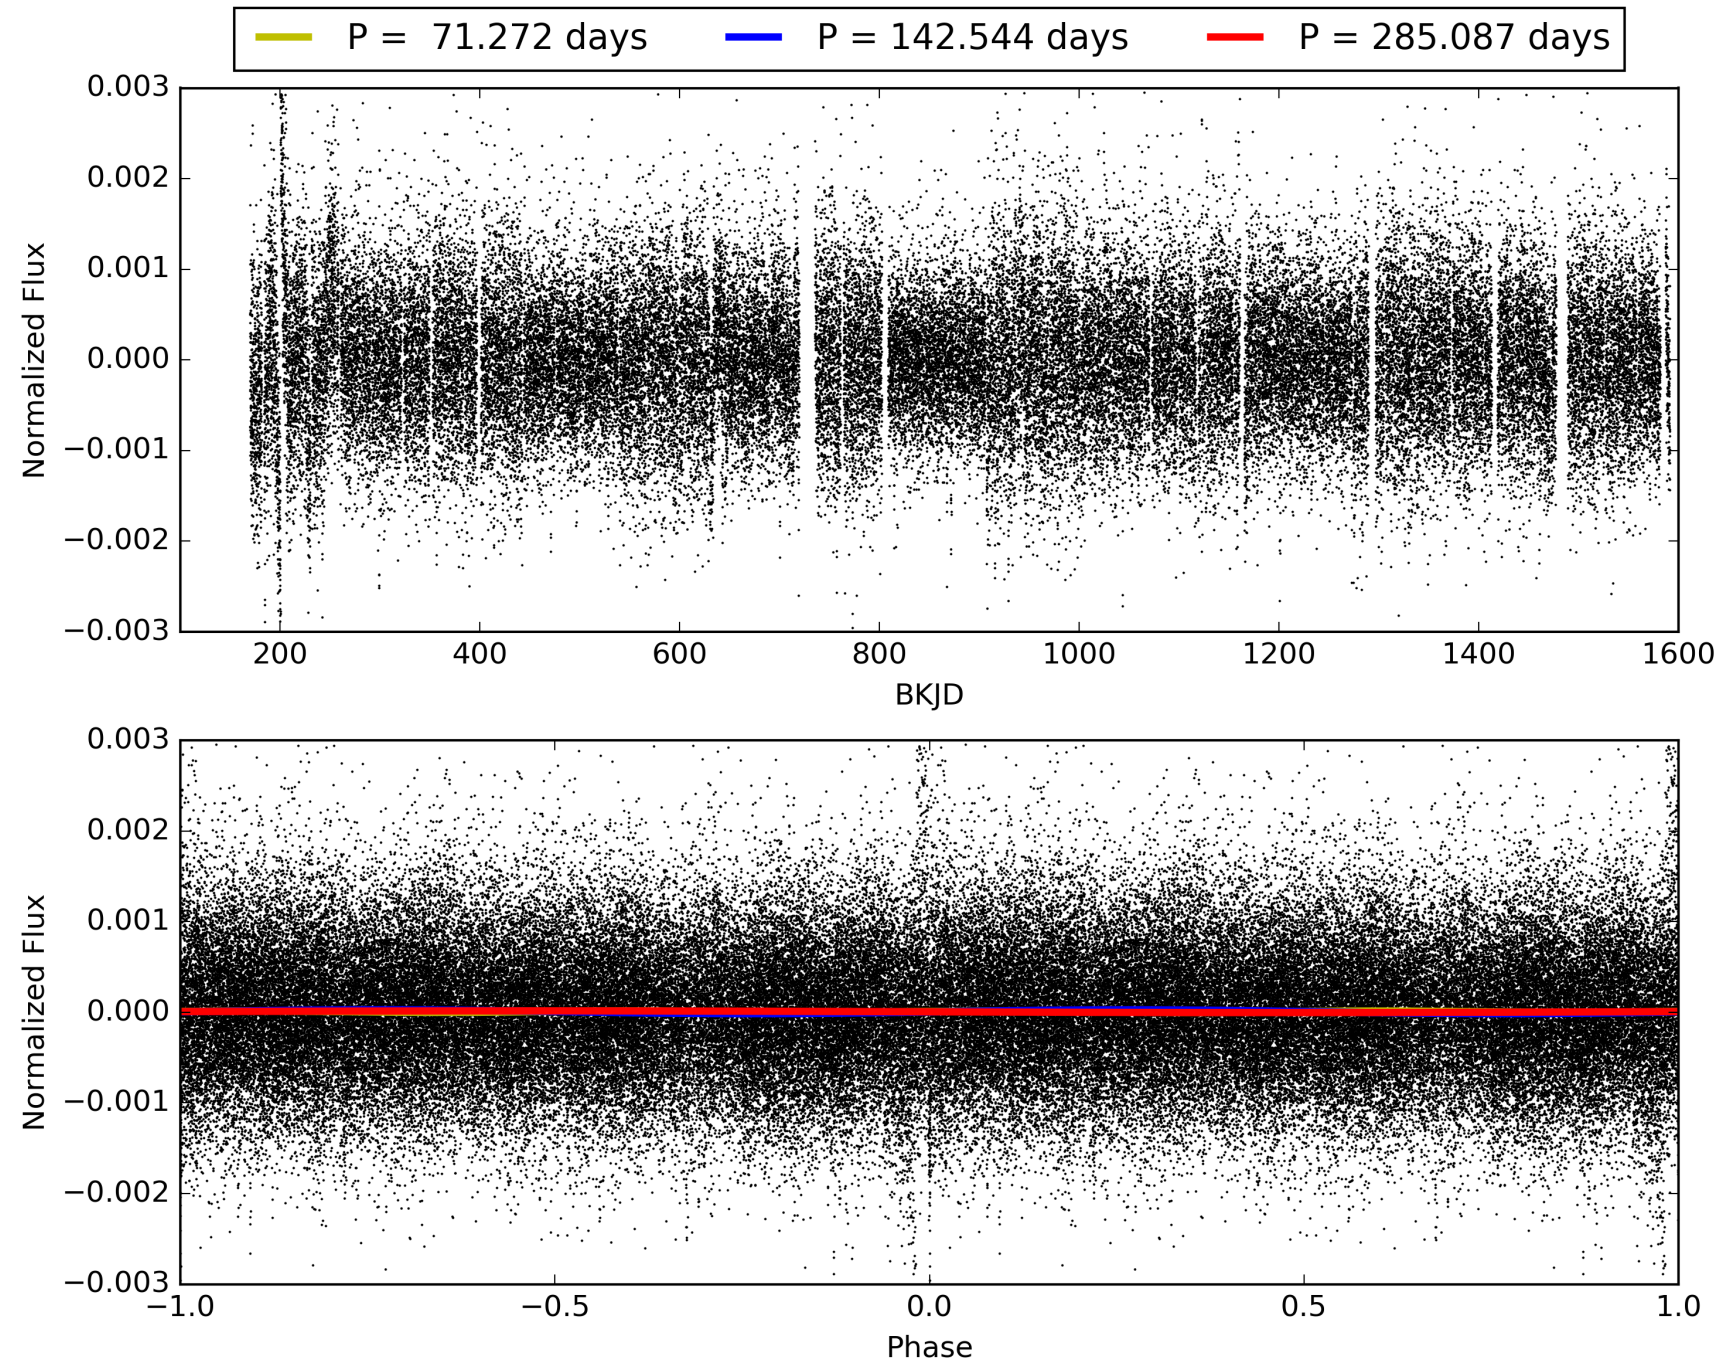 P = 71.272 days P = 142.544 days P = 285.087 days
0.003
0.002
0.001
0.000
−0.001
−0.002
−0.003
Normalized Flux
200 400 600 800 1000 1200 1400 1600
BKJD
0.003
0.002
0.001
0.000
−0.001
−0.002
−0.003
Normalized Flux
−1.0 −0.5 0.0 0.5 1.0
Phase